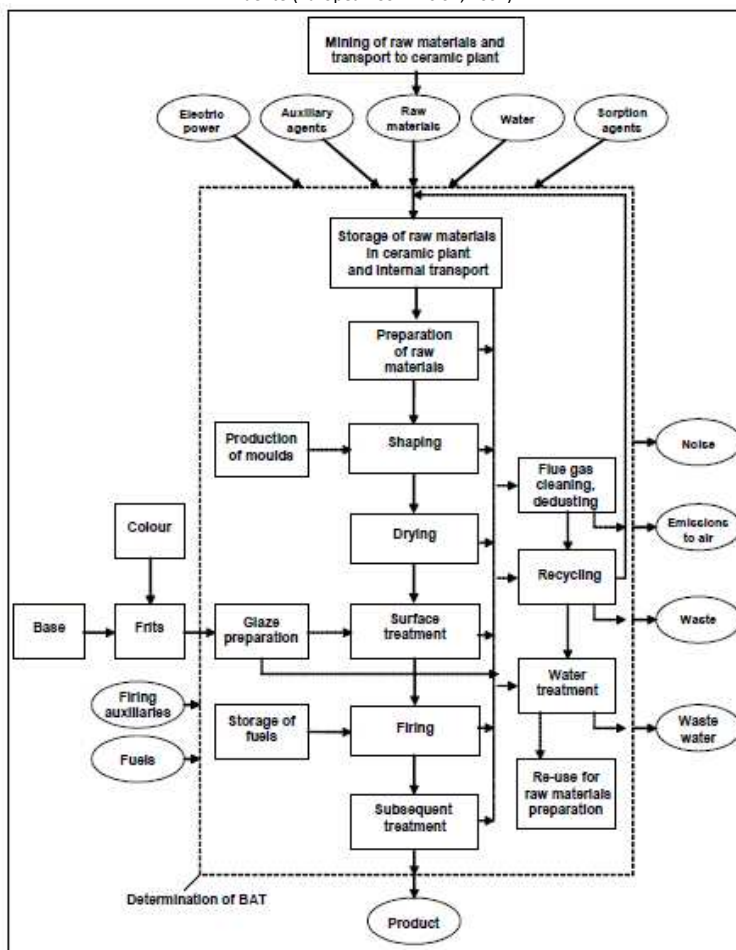 Mining of raw materials and
transport to ceramic plant
Electric
power
Auxiliary
agents
Raw
materials
Water
Sorption
agents
Storage of raw materials
in ceramic plant
and internal transport
Preparation
of raw
materials
Production
of moulds
Shaping
Noise
Flue gas
cleaning,
dedusting
Colour
Emissions
to air
Drying
Recycling
Base
Frits
Glaze
preparation
Surface
treatment
Waste
Water
treatment
Firing
auxiliaries
Storage of
fuels
Firing
Waste
water
Fuels
Re-use for
raw materials
preparation
Subsequent
treatment
Determination of BAT
Product